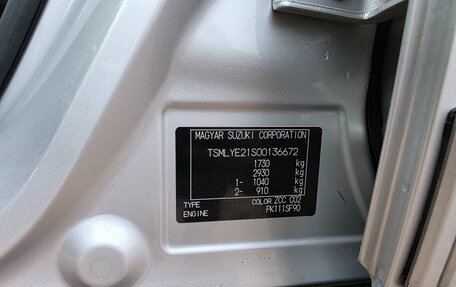 MAGYAR SUZUKI CORPORATION
TSMLYE21S00136672
1730 kg
2930 kg
1- 1040 kg
2- 910 kg
TYPE COLOR ZCC C02
ENGINE PK111SF90